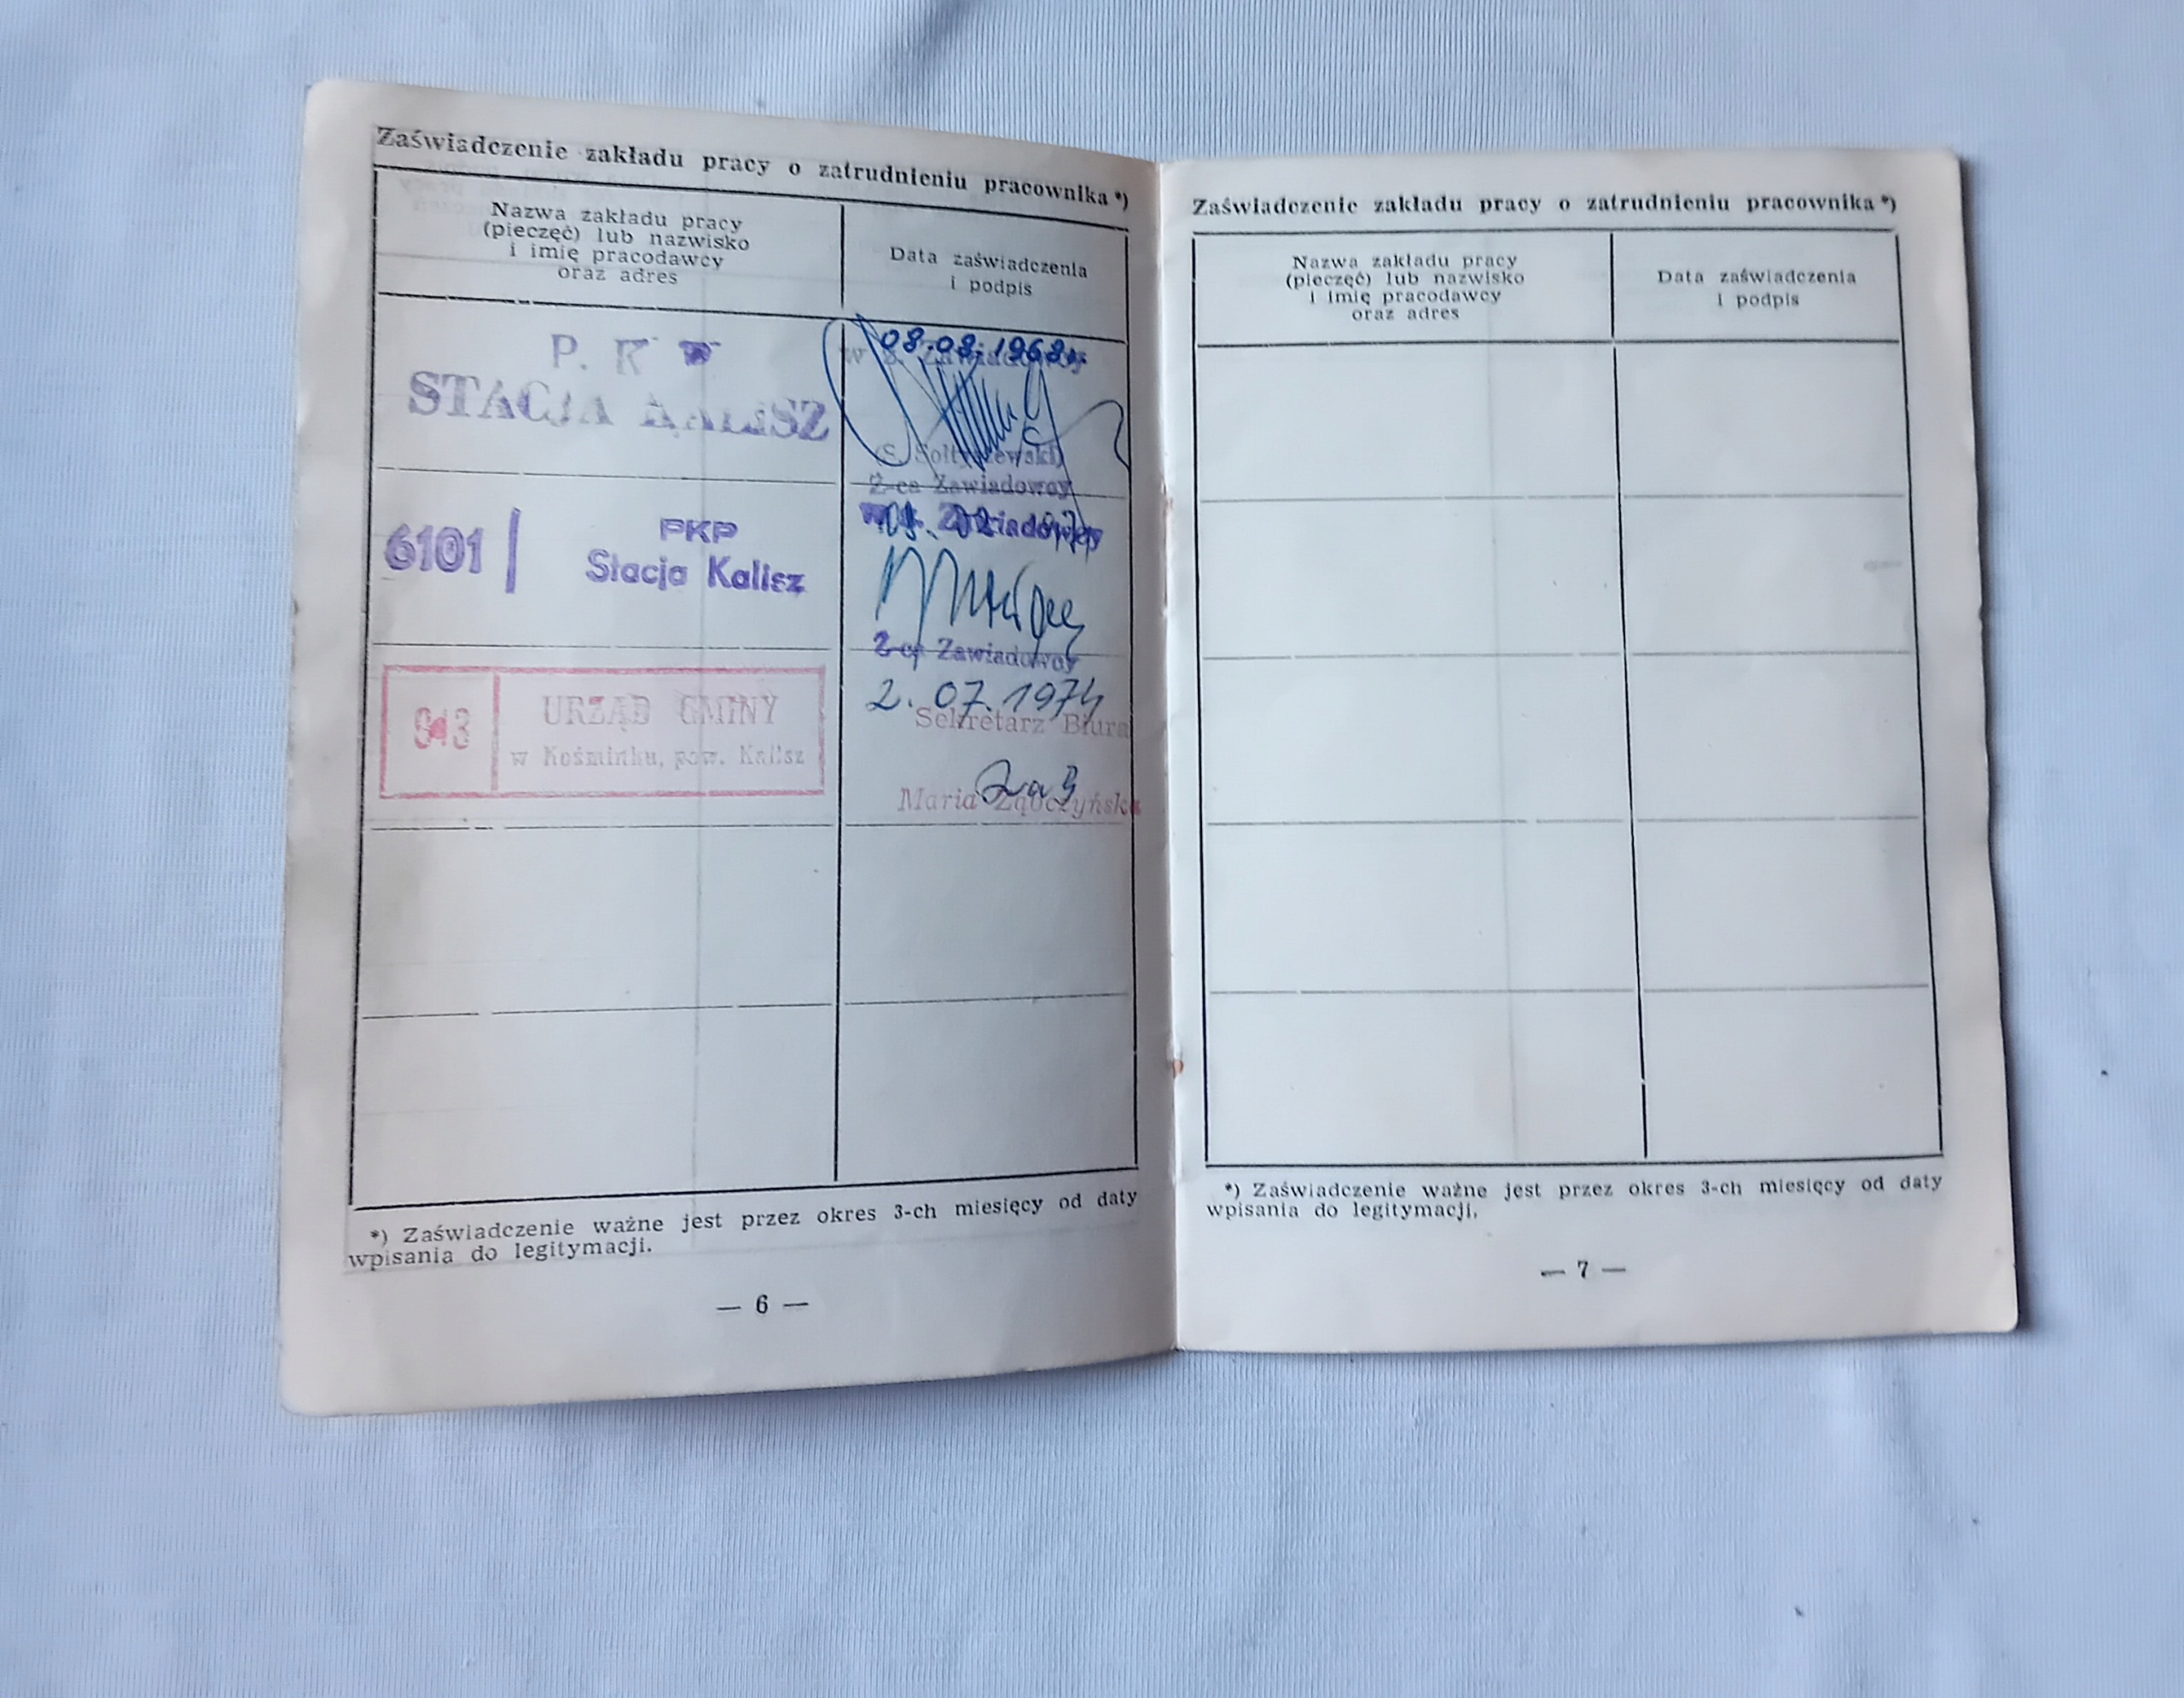 Zaświadczenie zakładu pracy o zatrudnieniu pracownika *)
Nazwa zakładu pracy
(pieczęć) lub nazwisko
i imię pracodawcy
oraz adres
Data zaświadczenia
i podpis
P. K
STACJA KALISZ
08.08.1968r.
Z-ca Zawiadowcy
6101
PKP
Stacja Kalisz
Zawiadowcy
Z-ca Zawiadowcy
043
URZĄD GMINY
w Koźminku, pow. Kalisz
2.07.1974
Sekretarz Biura
Maria
*) Zaświadczenie ważne jest przez okres 3-ch miesięcy od daty
wpisania do legitymacji.
— 6 —
Zaświadczenie zakładu pracy o zatrudnieniu pracownika *)
Nazwa zakładu pracy
(pieczęć) lub nazwisko
i imię pracodawcy
oraz adres
Data zaświadczenia
i podpis
*) Zaświadczenie ważne jest przez okres 3-ch miesięcy od daty
wpisania do legitymacji.
— 7 —